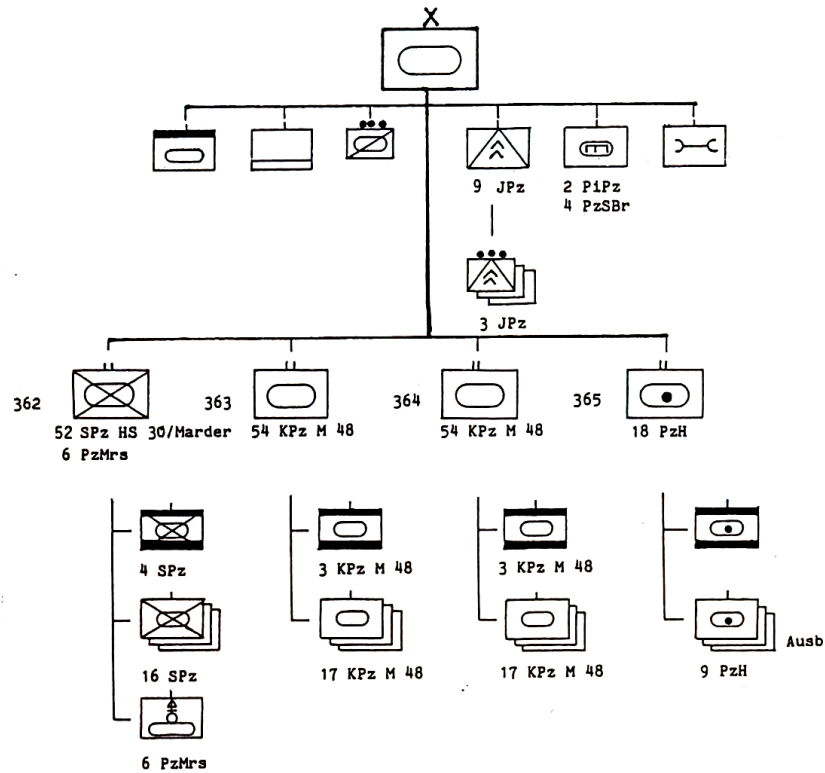 X
9 JPz
2 PiPz
4 PzSBr
3 JPz
362
52 SPz HS 30/Marder
6 PzMrs
363
54 KPz M 48
364
54 KPz M 48
365
18 PzH
4 SPz
3 KPz M 48
3 KPz M 48
16 SPz
17 KPz M 48
17 KPz M 48
9 PzH
Ausb
6 PzMrs